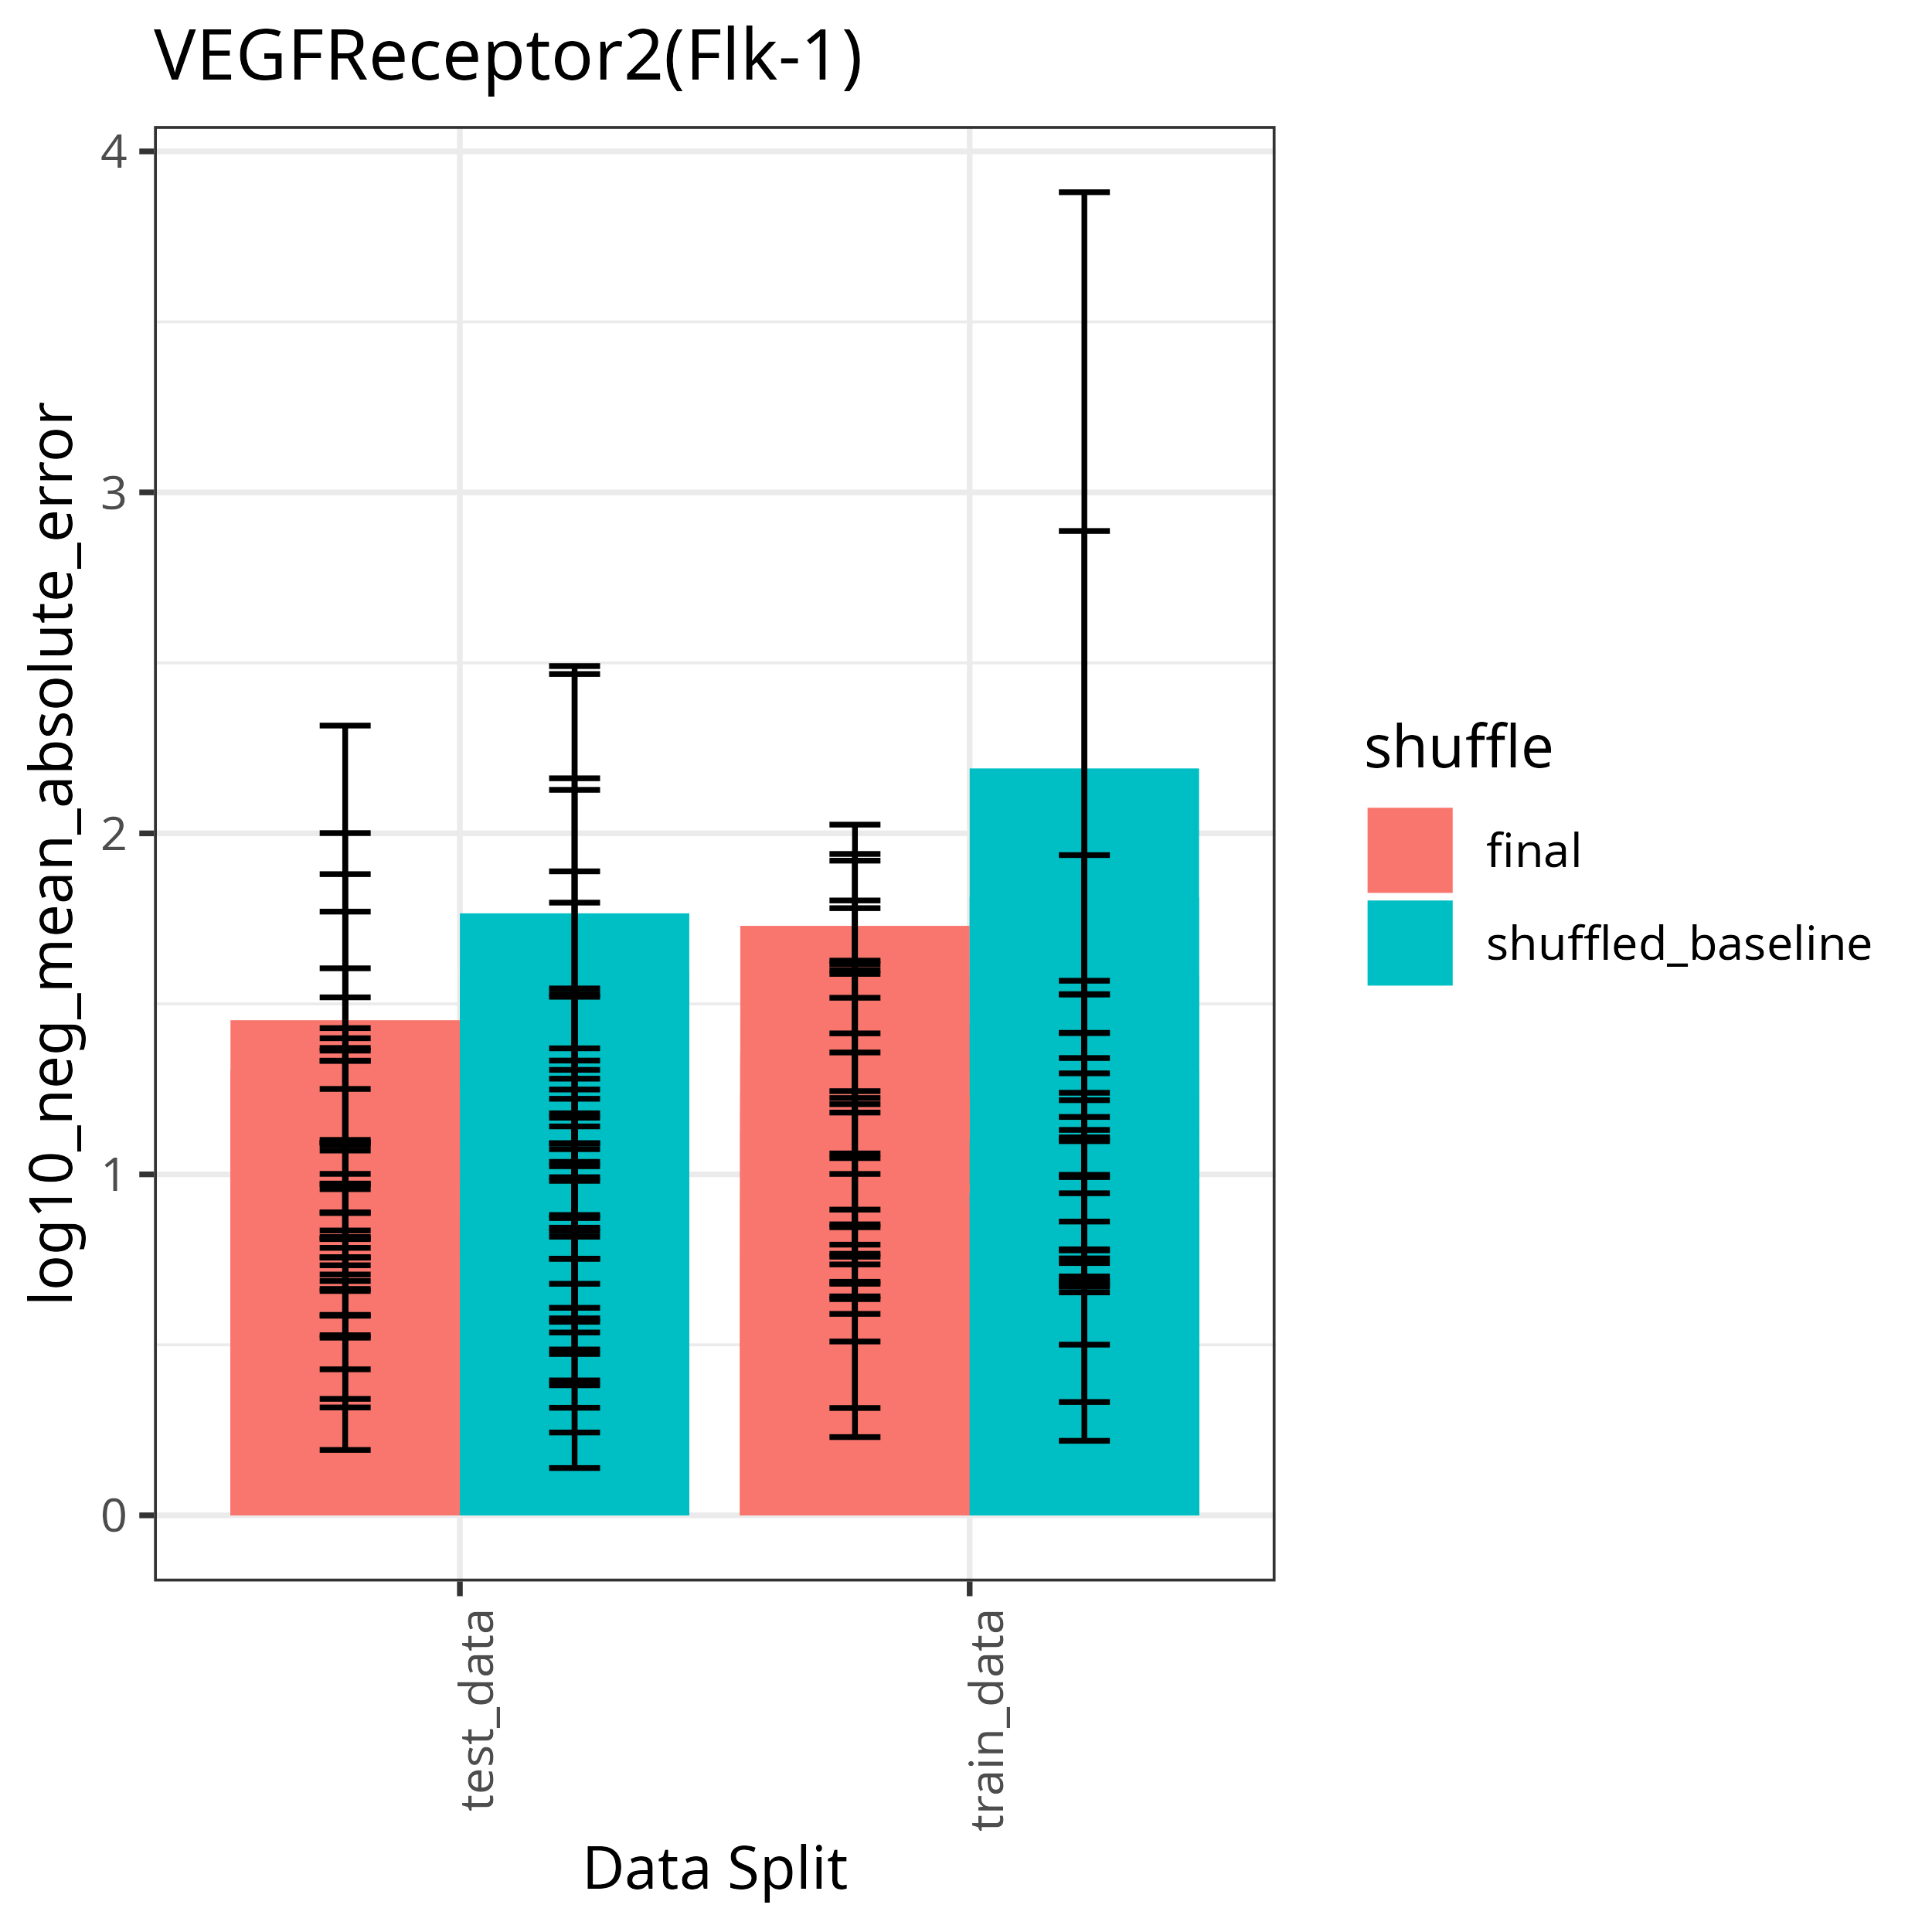 VEGFReceptor2(Flk-1)
log10_neg_mean_absolute_error
4
3
2
1
0
test_data
train_data
Data Split
shuffle
final
shuffled_baseline